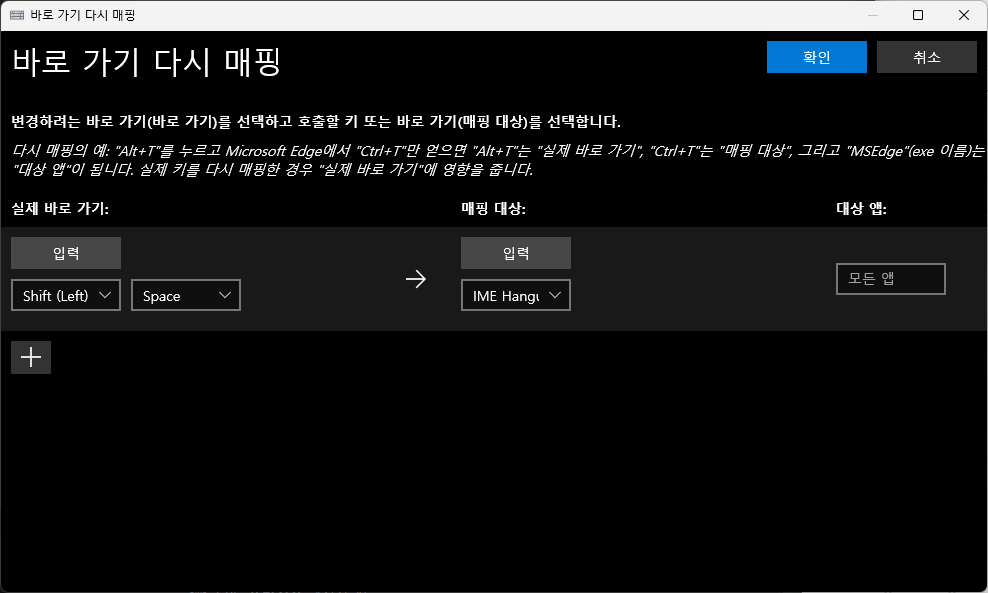 바로 가기 다시 매핑
바로 가기 다시 매핑
확인
취소
변경하려는 바로 가기(바로 가기)를 선택하고 호출할 키 또는 바로 가기(매핑 대상)를 선택합니다.
다시 매핑의 예: "Alt+T"를 누르고 Microsoft Edge에서 "Ctrl+T"만 얻으면 "Alt+T"는 "실제 바로 가기", "Ctrl+T"는 "매핑 대상", 그리고 "MSEdge"(exe 이름)는
"대상 앱"이 됩니다. 실제 키를 다시 매핑한 경우 "실제 바로 가기"에 영향을 줍니다.
실제 바로 가기:
매핑 대상:
대상 앱:
입력
입력
Shift (Left)
Space
IME Hangu
모든 앱